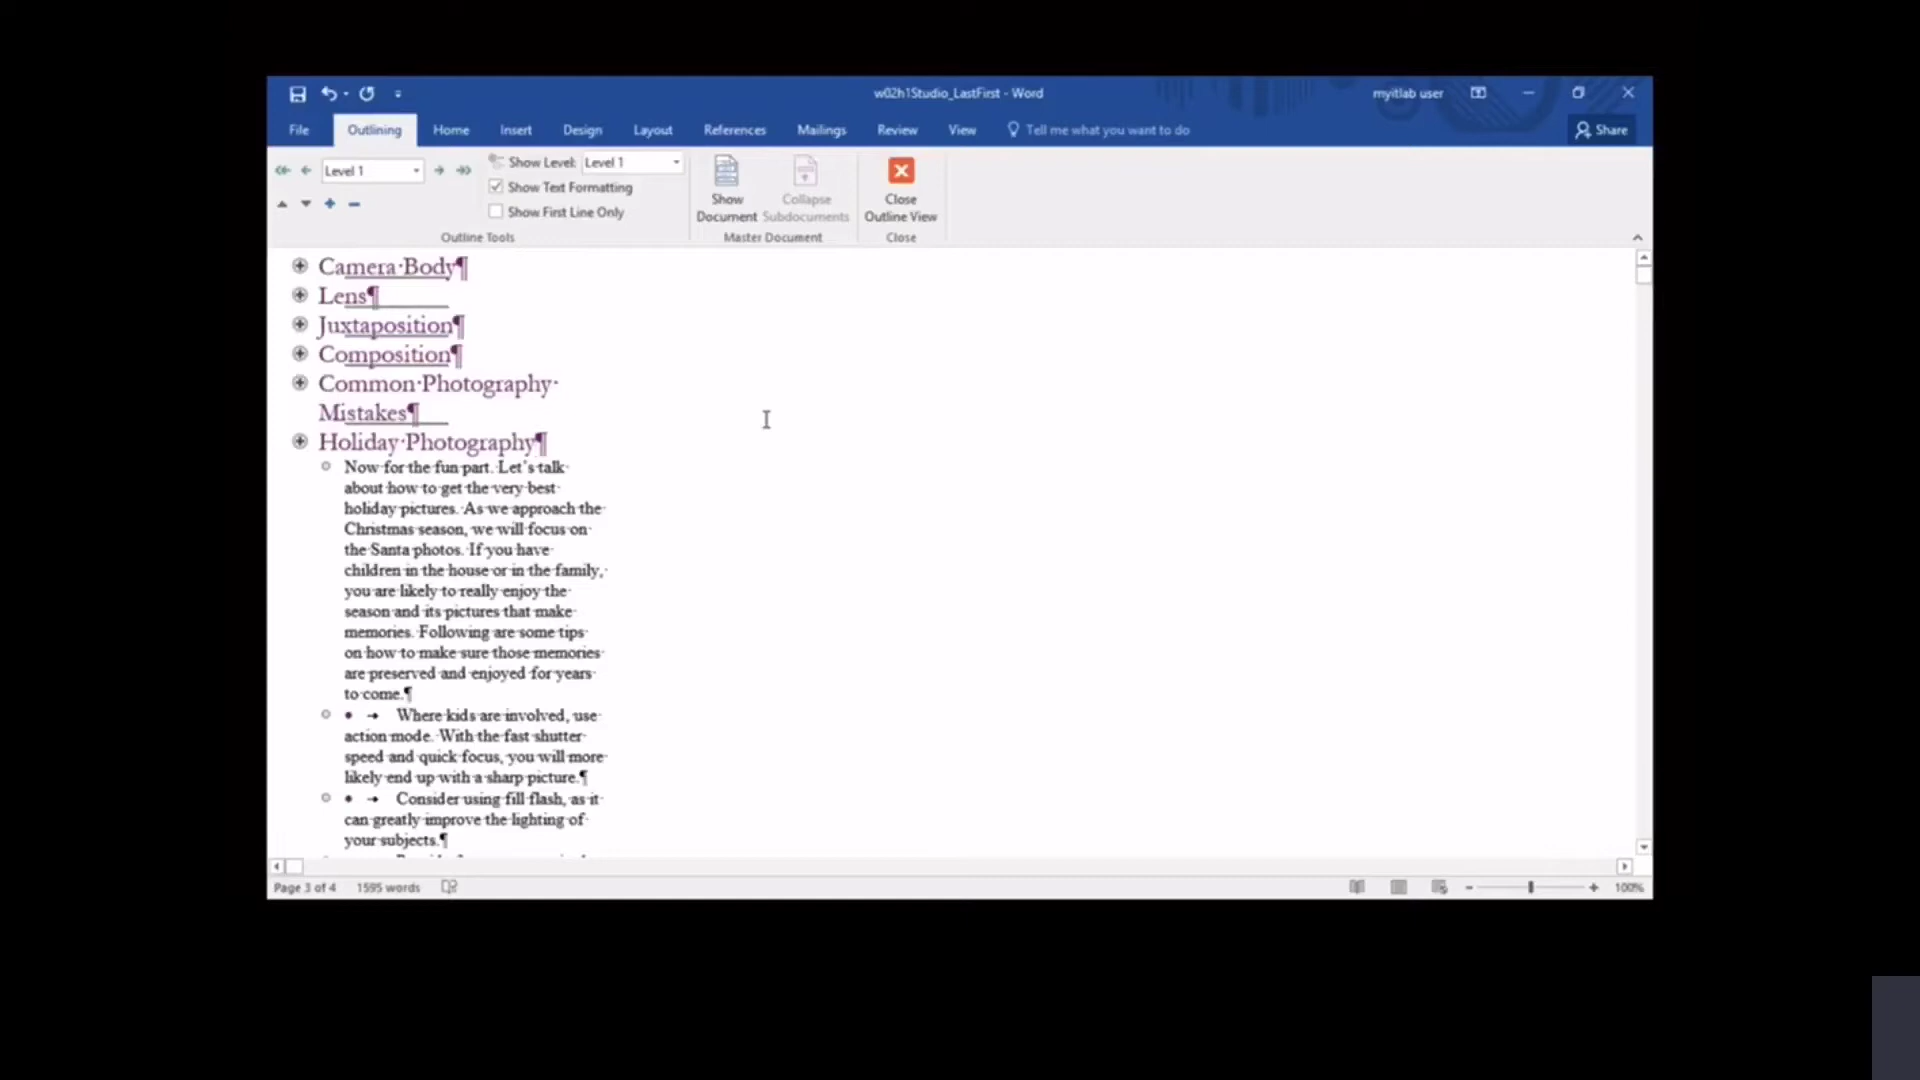 w02h1Studio_LastFirst - Word
myitlab user
File Outlining Home Insert Design Layout References Mailings Review View Tell me what you want to do Share
Level 1
Show Level: Level 1
Show Text Formatting
Show First Line Only
Outline Tools
Show Document
Collapse Subdocuments
Master Document
Close Outline View
Close
Camera Body¶
Lens¶
Juxtaposition¶
Composition¶
Common Photography
Mistakes¶
Holiday Photography¶
Now for the fun part. Let's talk
about how to get the very best
holiday pictures. As we approach the
Christmas season, we will focus on
the Santa photos. If you have
children in the house or in the family,
you are likely to really enjoy the
season and its pictures that make
memories. Following are some tips
on how to make sure those memories
are preserved and enjoyed for years
to come.¶
• → Where kids are involved, use
action mode. With the fast shutter
speed and quick focus, you will more
likely end up with a sharp picture.¶
• → Consider using fill flash, as it
can greatly improve the lighting of
your subjects.¶
Page 3 of 4 1595 words
100%